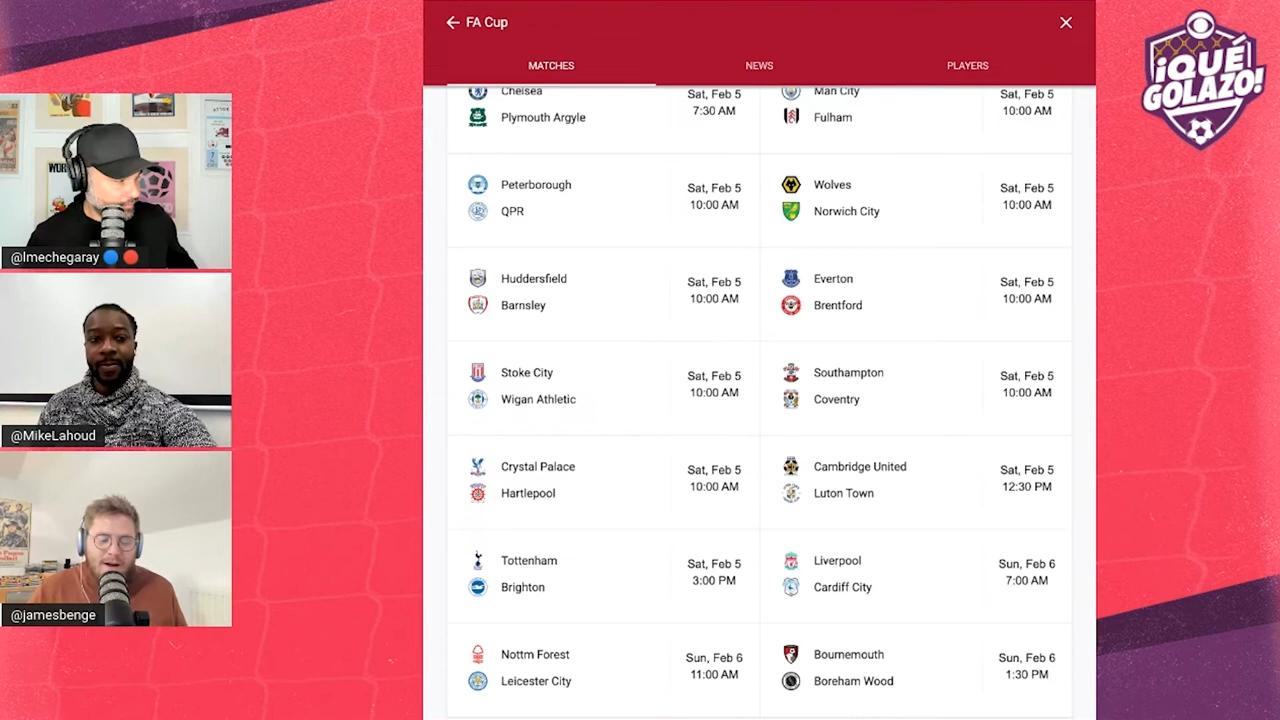 FA Cup
MATCHES
NEWS
PLAYERS
¡QUÉ
GOLAZO!
Chelsea
Plymouth Argyle
Sat, Feb 5
7:30 AM
Man City
Fulham
Sat, Feb 5
10:00 AM
Peterborough
QPR
Sat, Feb 5
10:00 AM
Wolves
Norwich City
Sat, Feb 5
10:00 AM
Huddersfield
Barnsley
Sat, Feb 5
10:00 AM
Everton
Brentford
Sat, Feb 5
10:00 AM
Stoke City
Wigan Athletic
Sat, Feb 5
10:00 AM
Southampton
Coventry
Sat, Feb 5
10:00 AM
Crystal Palace
Hartlepool
Sat, Feb 5
10:00 AM
Cambridge United
Luton Town
Sat, Feb 5
12:30 PM
Tottenham
Brighton
Sat, Feb 5
3:00 PM
Liverpool
Cardiff City
Sun, Feb 6
7:00 AM
Nottm Forest
Leicester City
Sun, Feb 6
11:00 AM
Bournemouth
Boreham Wood
Sun, Feb 6
1:30 PM
@lmechegaray
@MikeLahoud
@jamesbenge